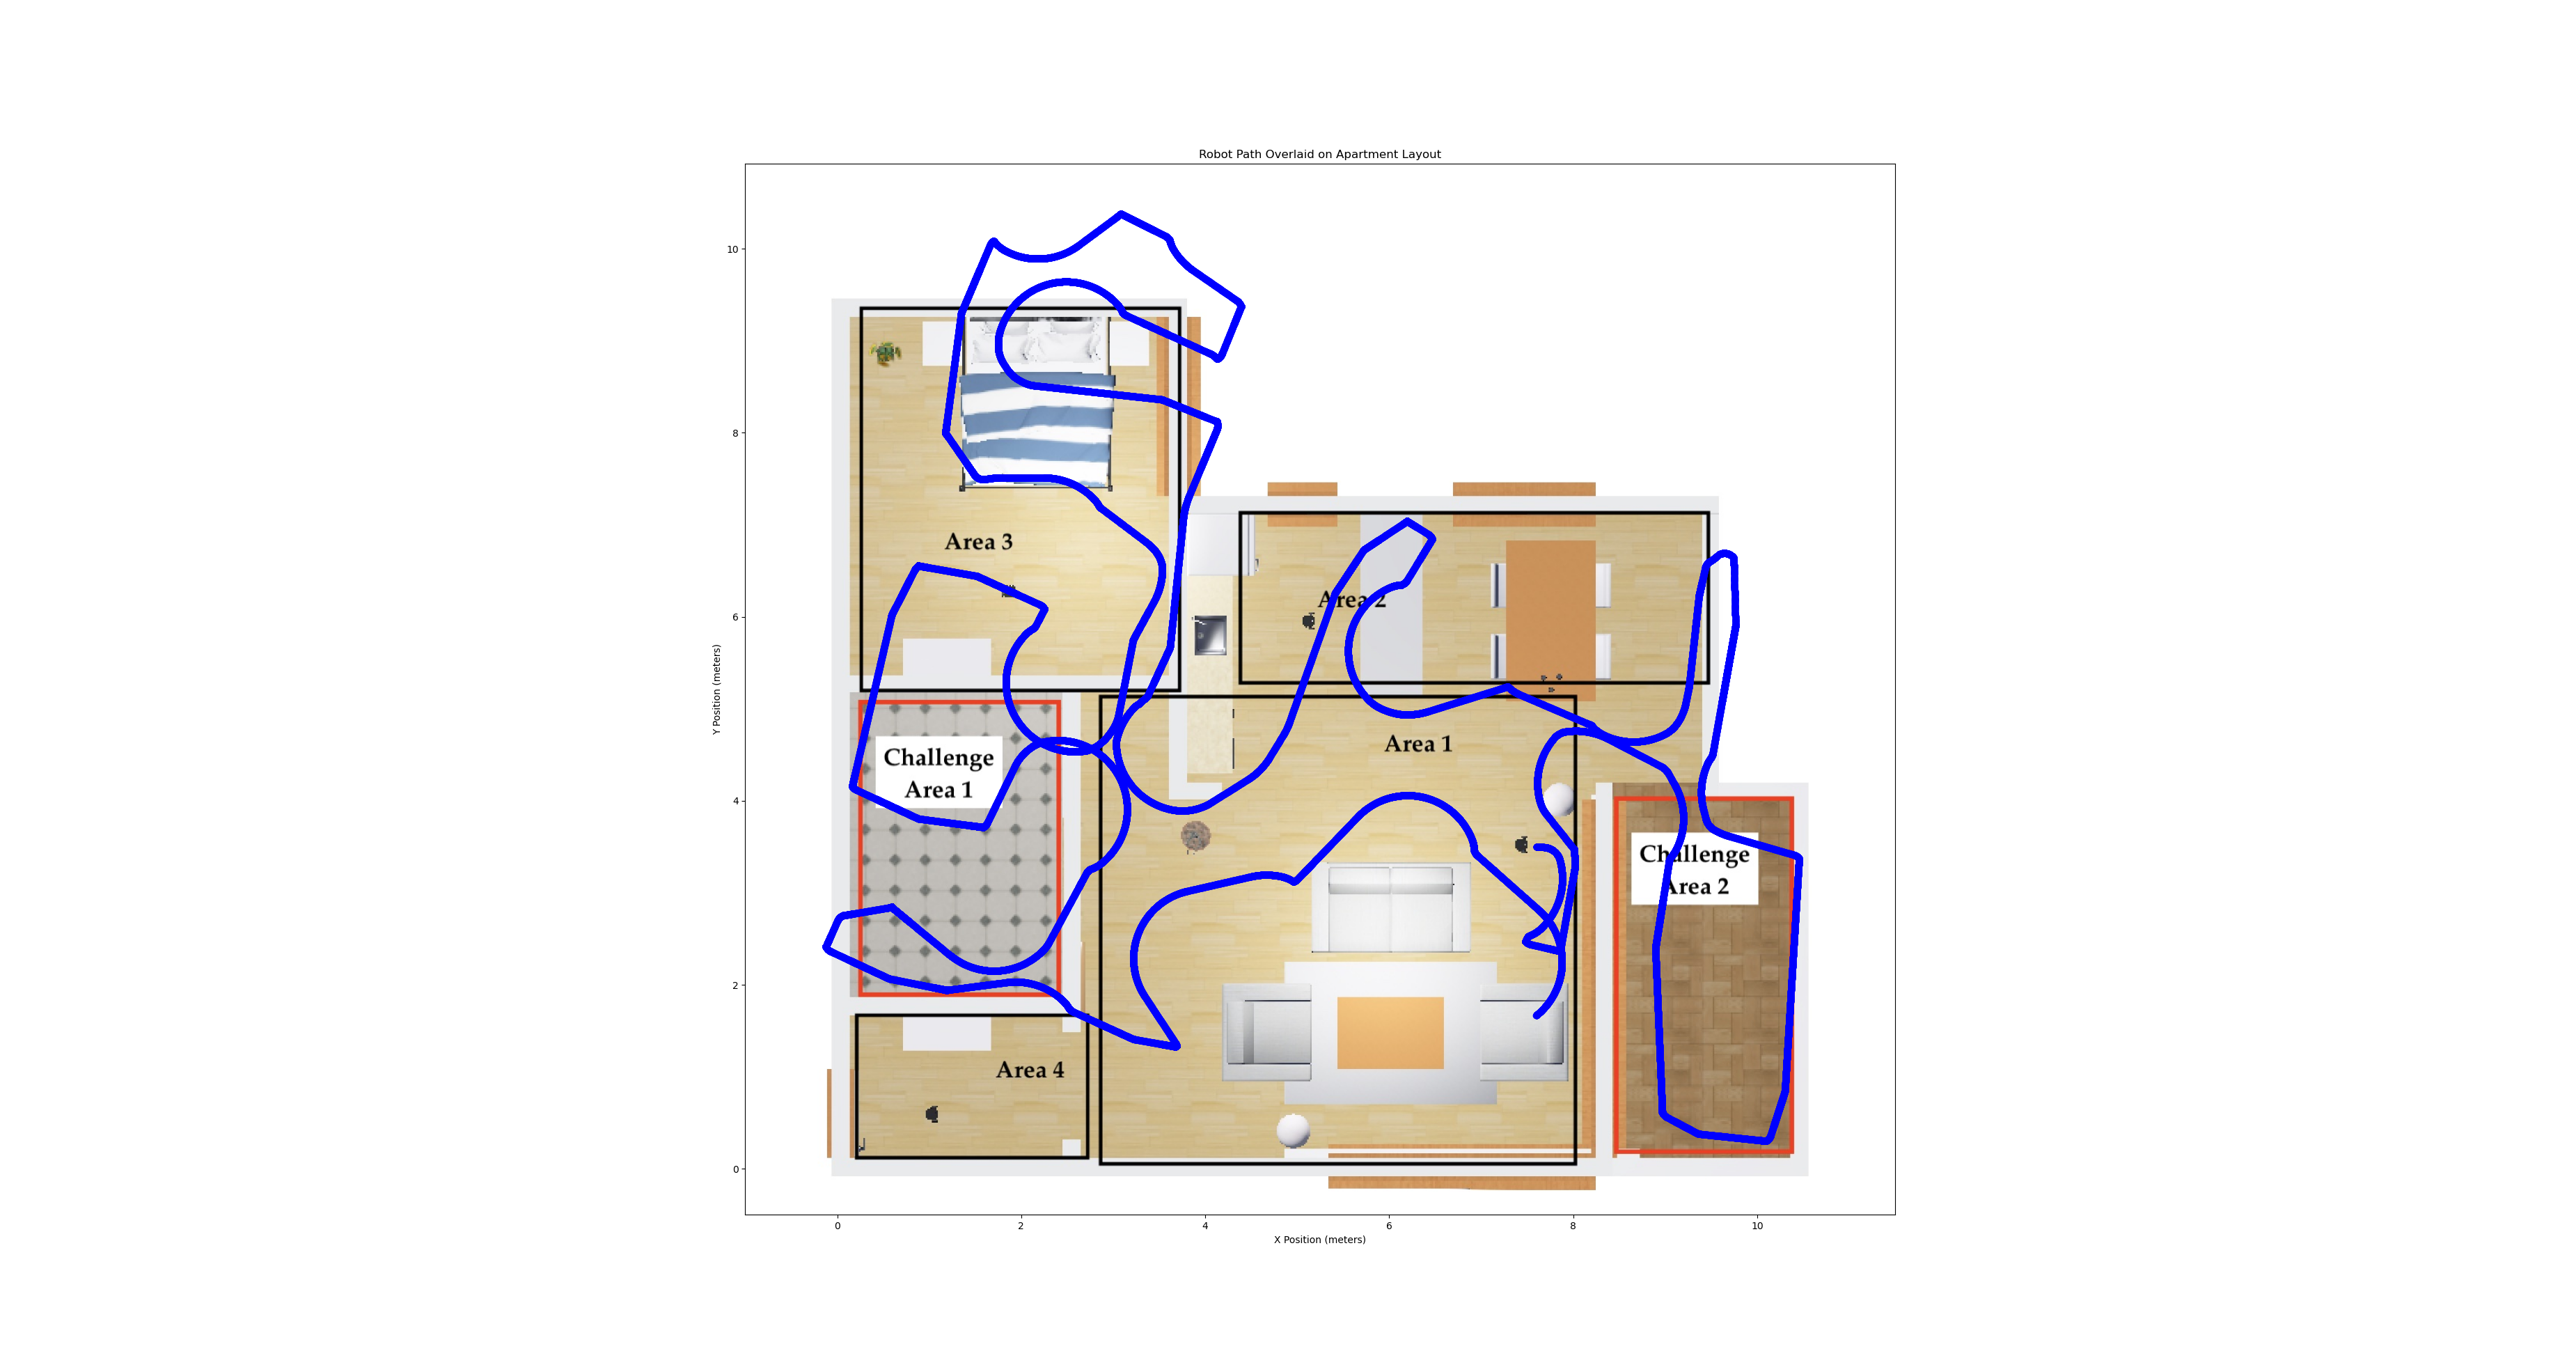 Robot Path Overlaid on Apartment Layout
10
8
6
4
2
0
Y Position (meters)
Area 3
Area 2
Area 1
Challenge
Area 1
Challenge
Area 2
Area 4
0
2
4
6
8
10
X Position (meters)